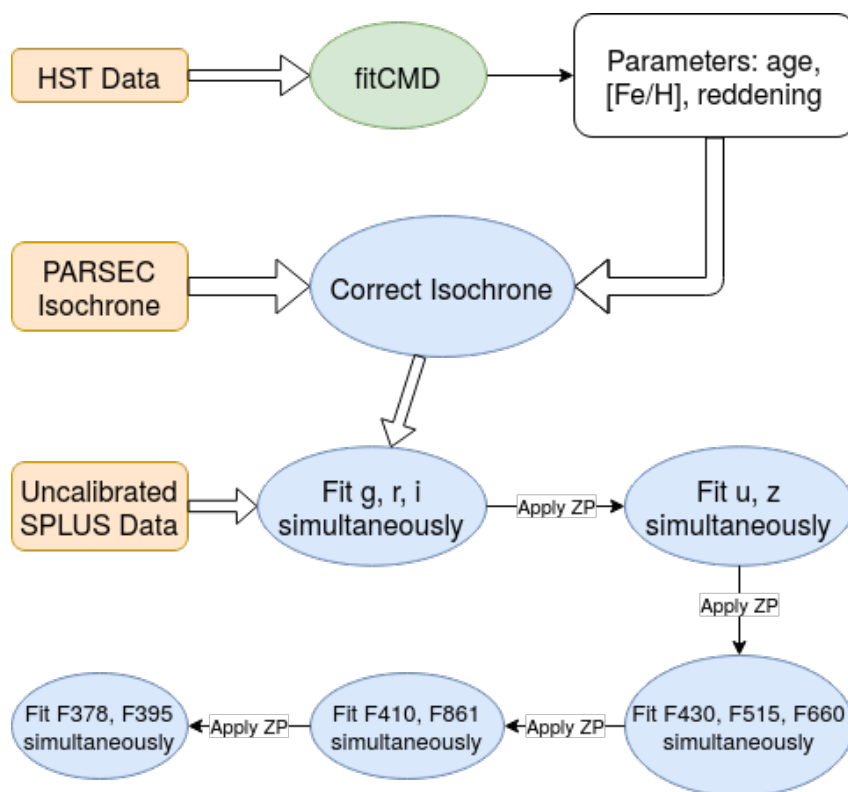 HST Data
fitCMD
Parameters: age,
[Fe/H], reddening
PARSEC
Isochrone
Correct Isochrone
Uncalibrated
SPLUS Data
Fit g, r, i
simultaneously
Apply ZP
Fit u, z
simultaneously
Apply ZP
Fit F430, F515, F660
simultaneously
Apply ZP
Fit F410, F861
simultaneously
Apply ZP
Fit F378, F395
simultaneously